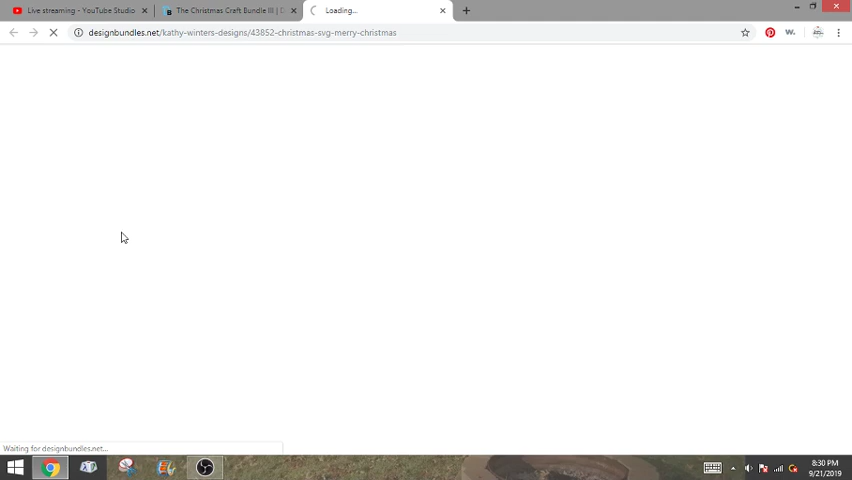 Live streaming - YouTube Studio
The Christmas Craft Bundle III | D
Loading...
designbundles.net/kathy-winters-designs/43852-christmas-svg-merry-christmas
W.
Waiting for designbundles.net...
8:30 PM
9/21/2019